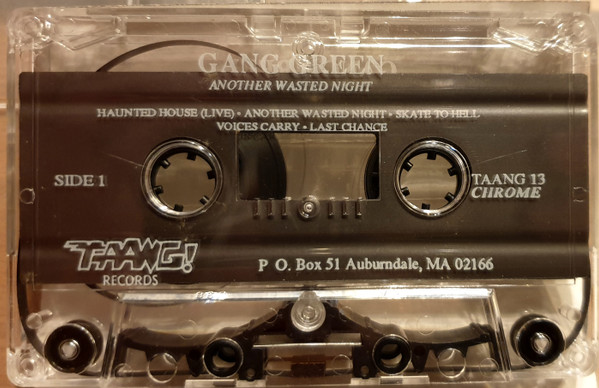 GANG GREEN
ANOTHER WASTED NIGHT
HAUNTED HOUSE (LIVE) • ANOTHER WASTED NIGHT • SKATE TO HELL
VOICES CARRY • LAST CHANCE
SIDE 1
TAANG 13
CHROME
TAANG!
RECORDS
P O. Box 51 Auburndale, MA 02166